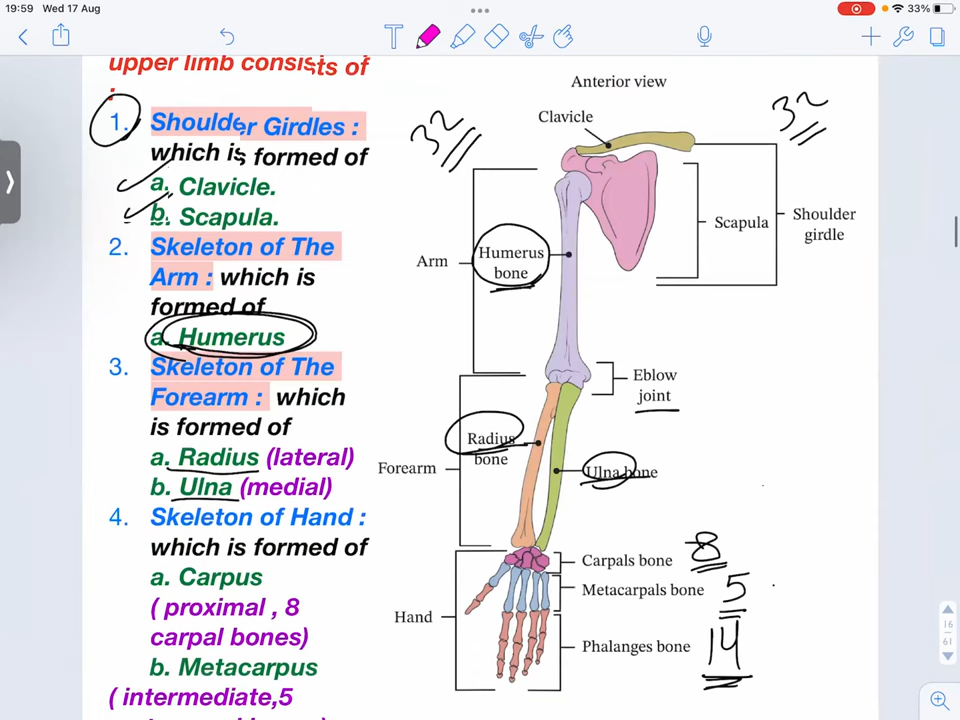 19:59 Wed 17 Aug
33%
upper limb consists of
:
1. Shoulder Girdles :
which is formed of
a. Clavicle.
b. Scapula.
2. Skeleton of The
Arm : which is
formed of
a. Humerus
3. Skeleton of The
Forearm : which
is formed of
a. Radius (lateral)
b. Ulna (medial)
4. Skeleton of Hand :
which is formed of
a. Carpus
( proximal , 8
carpal bones)
b. Metacarpus
( intermediate,5
Anterior view
32
32
Clavicle
Scapula
Shoulder
girdle
Arm
Humerus
bone
Eblow
joint
Radius
bone
Forearm
Ulna bone
Carpals bone
8
Metacarpals bone
5
Hand
Phalanges bone
14
16
61